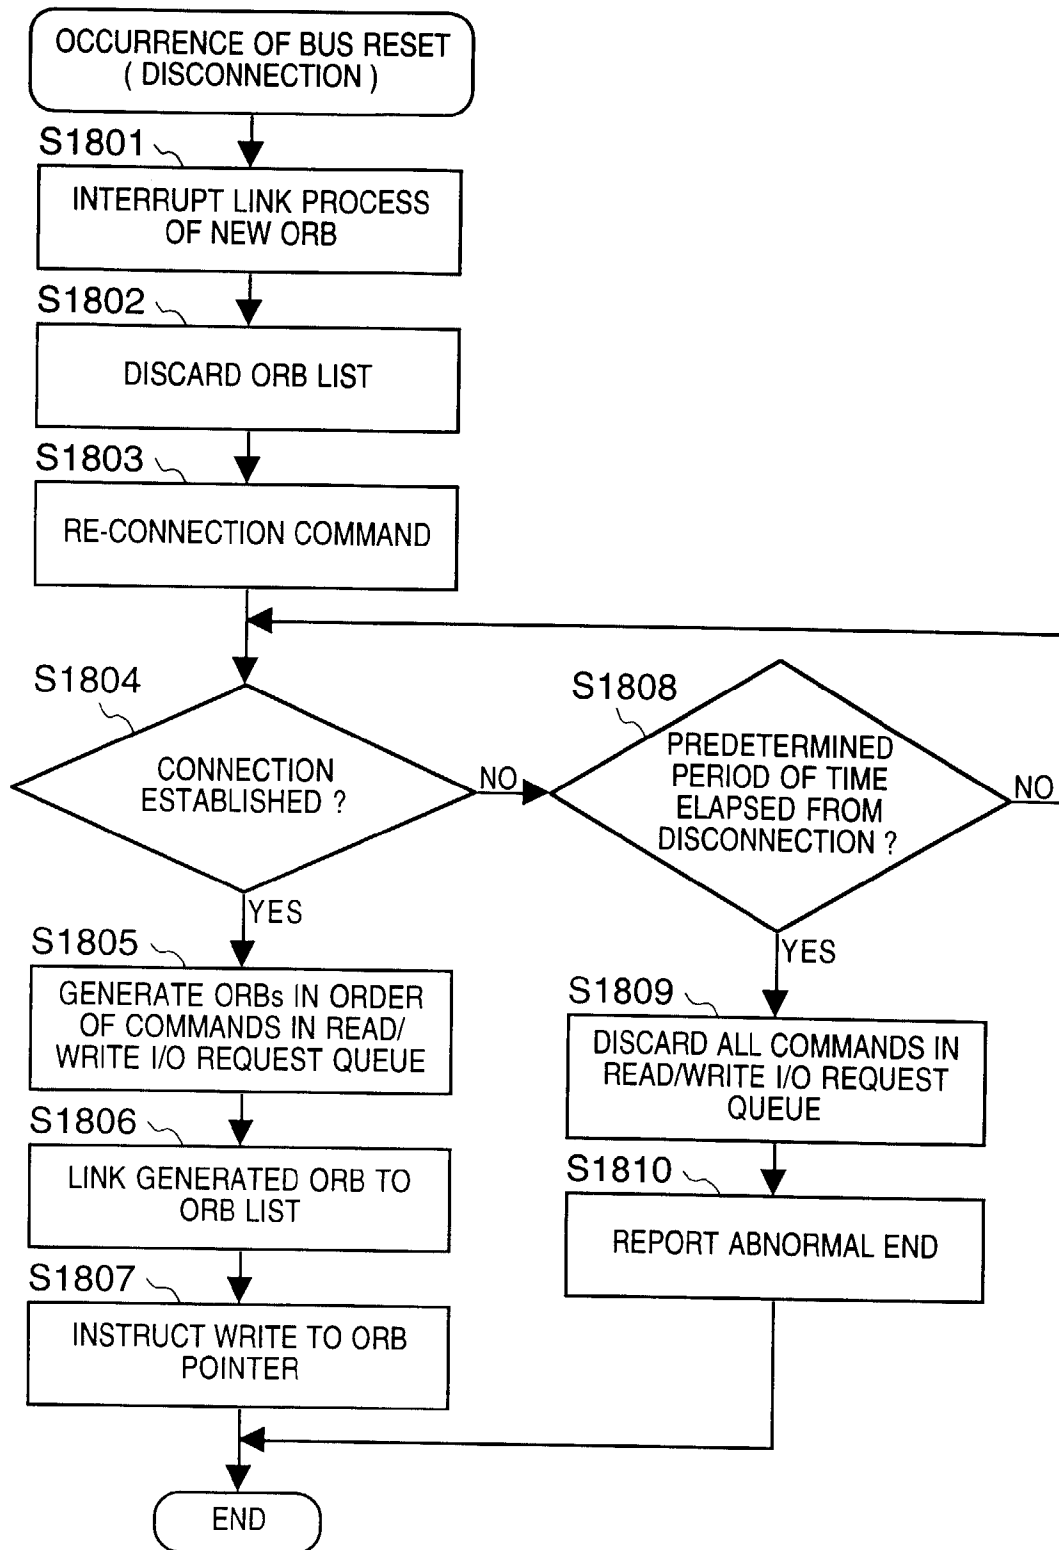 OCCURRENCE OF BUS RESET
( DISCONNECTION )
S1801
INTERRUPT LINK PROCESS
OF NEW ORB
S1802
DISCARD ORB LIST
S1803
RE-CONNECTION COMMAND
S1804
CONNECTION
ESTABLISHED ?
NO
S1808
PREDETERMINED
PERIOD OF TIME
ELAPSED FROM
DISCONNECTION ?
NO
YES
S1805
GENERATE ORBs IN ORDER
OF COMMANDS IN READ/
WRITE I/O REQUEST QUEUE
S1806
LINK GENERATED ORB TO
ORB LIST
S1807
INSTRUCT WRITE TO ORB
POINTER
YES
S1809
DISCARD ALL COMMANDS IN
READ/WRITE I/O REQUEST
QUEUE
S1810
REPORT ABNORMAL END
END